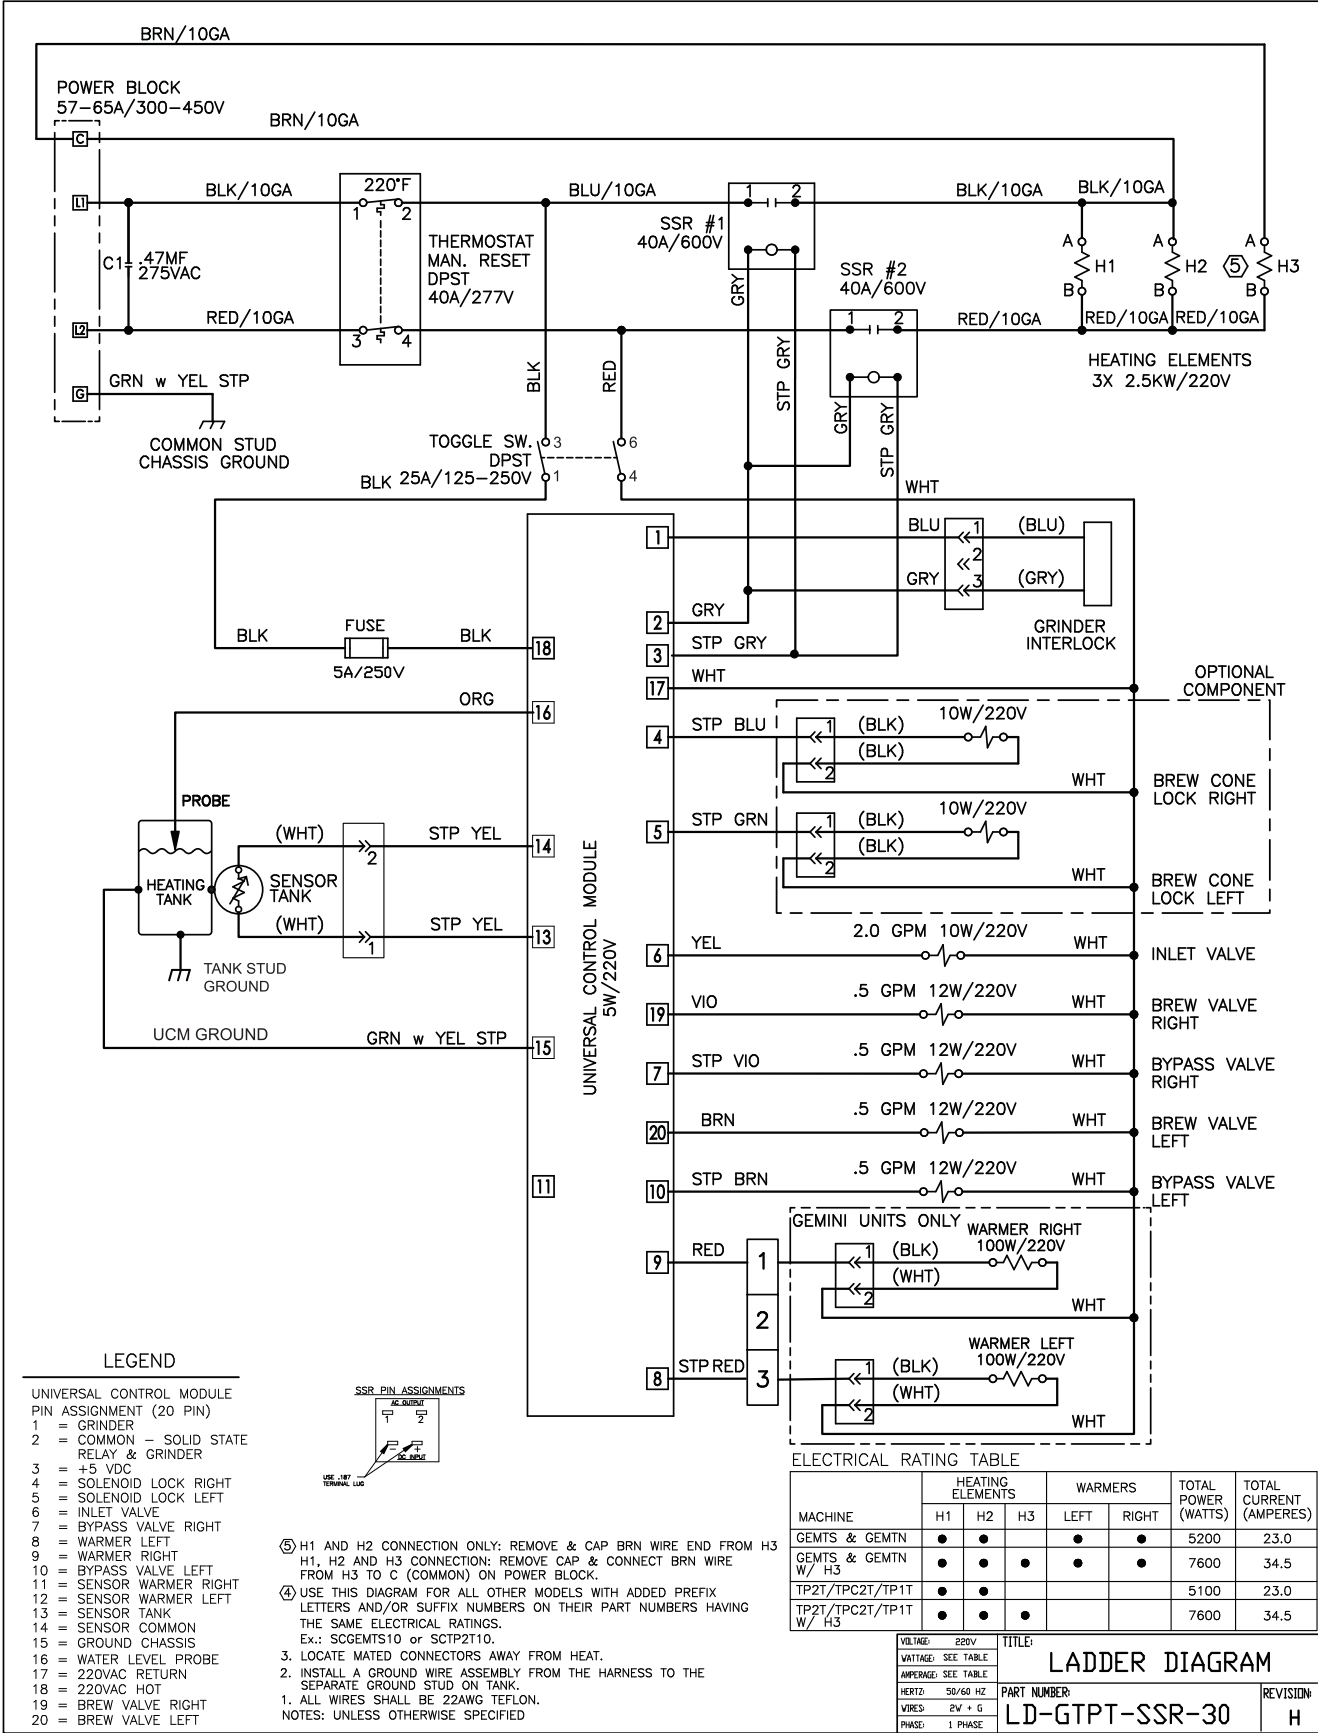 BRN/10GA
POWER BLOCK
57-65A/300-450V
BRN/10GA
C
L1
BLK/10GA
220°F
1
2
BLU/10GA
1
2
SSR #1
40A/600V
BLK/10GA
BLK/10GA
C1
.47MF
275VAC
THERMOSTAT
MAN. RESET
DPST
40A/277V
GRY
SSR #2
40A/600V
A
B
H1
A
B
H2
5
A
B
H3
L2
RED/10GA
3
4
1
2
RED/10GA
RED/10GA
RED/10GA
G
GRN w YEL STP
COMMON STUD
CHASSIS GROUND
BLK
RED
STP GRY
GRY
STP GRY
HEATING ELEMENTS
3X 2.5KW/220V
TOGGLE SW.
DPST
25A/125-250V
3
1
6
4
BLK
WHT
1
BLU
1
2
3
(BLU)
GRY
(GRY)
GRINDER
INTERLOCK
2
GRY
3
STP GRY
BLK
FUSE
5A/250V
BLK
18
17
WHT
OPTIONAL
COMPONENT
ORG
16
4
STP BLU
1
2
(BLK)
(BLK)
10W/220V
WHT
BREW CONE
LOCK RIGHT
PROBE
HEATING
TANK
SENSOR
TANK
(WHT)
2
STP YEL
14
(WHT)
1
STP YEL
13
5
STP GRN
1
2
(BLK)
(BLK)
10W/220V
WHT
BREW CONE
LOCK LEFT
UNIVERSAL CONTROL MODULE
5W/220V
TANK STUD
GROUND
UCM GROUND
GRN w YEL STP
15
6
YEL
2.0 GPM 10W/220V
WHT
INLET VALVE
19
VIO
.5 GPM 12W/220V
WHT
BREW VALVE
RIGHT
7
STP VIO
.5 GPM 12W/220V
WHT
BYPASS VALVE
RIGHT
20
BRN
.5 GPM 12W/220V
WHT
BREW VALVE
LEFT
11
10
STP BRN
.5 GPM 12W/220V
WHT
BYPASS VALVE
LEFT
GEMINI UNITS ONLY
9
RED
1
2
3
1
2
(BLK)
(WHT)
WARMER RIGHT
100W/220V
WHT
8
STP RED
1
2
(BLK)
(WHT)
WARMER LEFT
100W/220V
WHT
LEGEND
UNIVERSAL CONTROL MODULE
PIN ASSIGNMENT (20 PIN)
1 = GRINDER
2 = COMMON - SOLID STATE
RELAY & GRINDER
3 = +5 VDC
4 = SOLENOID LOCK RIGHT
5 = SOLENOID LOCK LEFT
6 = INLET VALVE
7 = BYPASS VALVE RIGHT
8 = WARMER LEFT
9 = WARMER RIGHT
10 = BYPASS VALVE LEFT
11 = SENSOR WARMER RIGHT
12 = SENSOR WARMER LEFT
13 = SENSOR TANK
14 = SENSOR COMMON
15 = GROUND CHASSIS
16 = WATER LEVEL PROBE
17 = 220VAC RETURN
18 = 220VAC HOT
19 = BREW VALVE RIGHT
20 = BREW VALVE LEFT
SSR PIN ASSIGNMENTS
AC OUTPUT
1 2
- +
DC INPUT
USE .187
TERMINAL LUG
5 H1 AND H2 CONNECTION ONLY: REMOVE & CAP BRN WIRE END FROM H3
H1, H2 AND H3 CONNECTION: REMOVE CAP & CONNECT BRN WIRE
FROM H3 TO C (COMMON) ON POWER BLOCK.
4 USE THIS DIAGRAM FOR ALL OTHER MODELS WITH ADDED PREFIX
LETTERS AND/OR SUFFIX NUMBERS ON THEIR PART NUMBERS HAVING
THE SAME ELECTRICAL RATINGS.
Ex.: SCGEMTS10 or SCTP2T10.
3. LOCATE MATED CONNECTORS AWAY FROM HEAT.
2. INSTALL A GROUND WIRE ASSEMBLY FROM THE HARNESS TO THE
SEPARATE GROUND STUD ON TANK.
1. ALL WIRES SHALL BE 22AWG TEFLON.
NOTES: UNLESS OTHERWISE SPECIFIED
ELECTRICAL RATING TABLE
MACHINE HEATING ELEMENTS WARMERS TOTAL POWER (WATTS) TOTAL CURRENT (AMPERES)
H1 H2 H3 LEFT RIGHT
GEMTS & GEMTN ● ● ● ● 5200 23.0
GEMTS & GEMTN W/ H3 ● ● ● ● ● 7600 34.5
TP2T/TPC2T/TP1T ● ● 5100 23.0
TP2T/TPC2T/TP1T W/ H3 ● ● ● 7600 34.5
VOLTAGE: 220V
WATTAGE: SEE TABLE
AMPERAGE: SEE TABLE
HERTZ: 50/60 HZ
WIRES: 2W + G
PHASE: 1 PHASE
TITLE:
LADDER DIAGRAM
PART NUMBER:
LD-GTPT-SSR-30
REVISION:
H